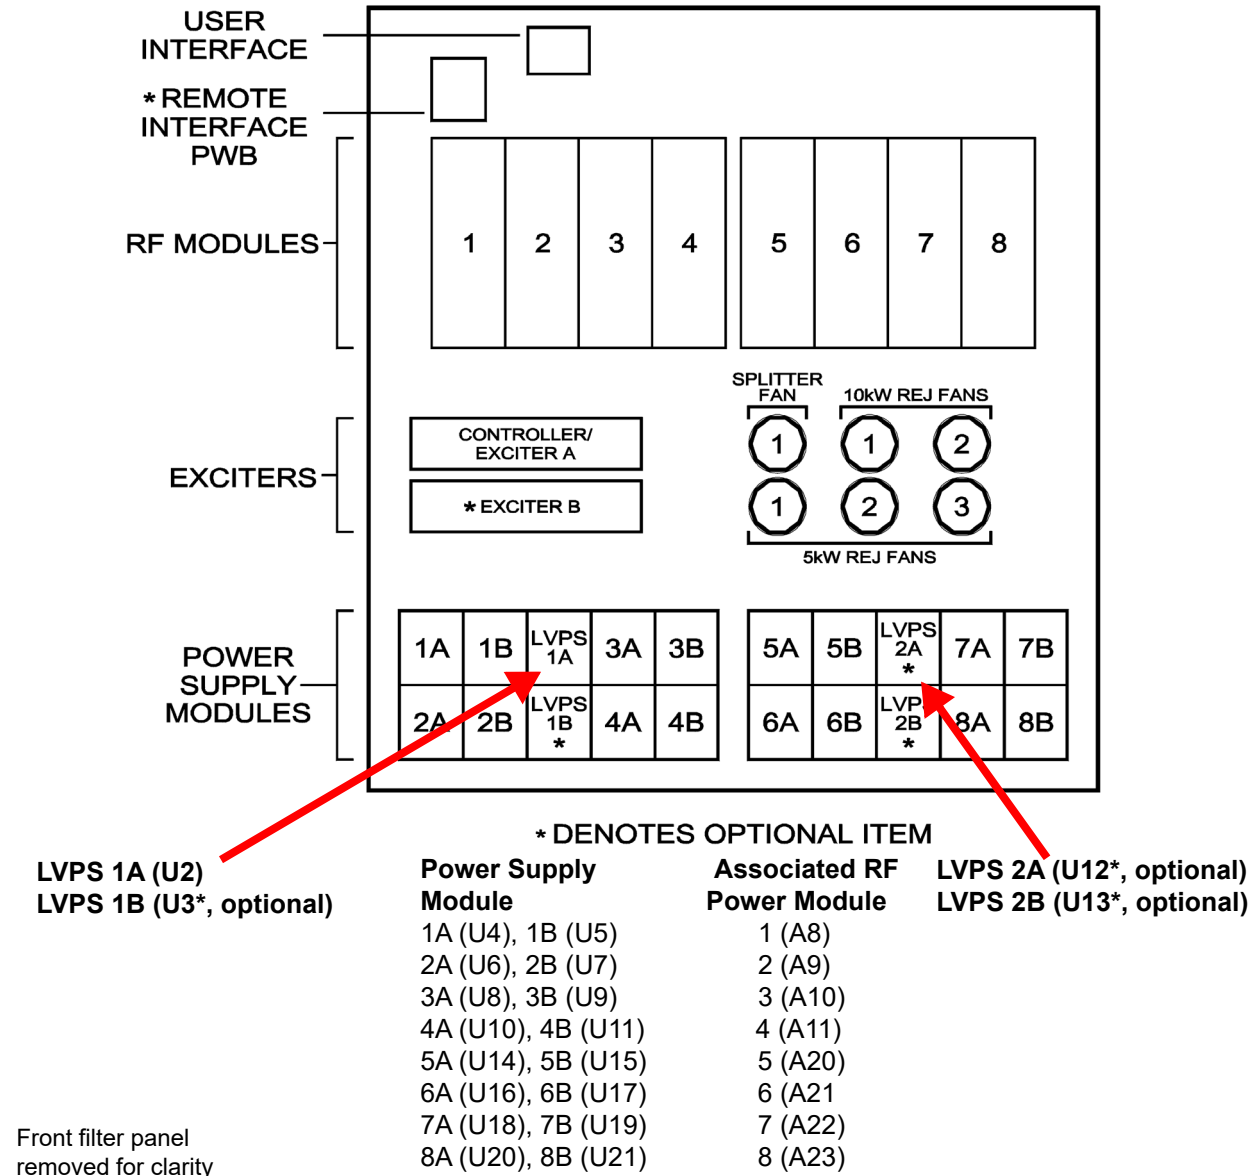 USER
INTERFACE
* REMOTE
INTERFACE
PWB
RF MODULES
1 2 3 4 5 6 7 8
SPLITTER
FAN
10kW REJ FANS
EXCITERS
CONTROLLER/
EXCITER A
* EXCITER B
1 1 2
1 2 3
5kW REJ FANS
POWER
SUPPLY
MODULES
1A 1B LVPS 1A 3A 3B 5A 5B LVPS 2A * 7A 7B
2A 2B LVPS 1B * 4A 4B 6A 6B LVPS 2B * 8A 8B
* DENOTES OPTIONAL ITEM
LVPS 1A (U2)
LVPS 1B (U3*, optional)
LVPS 2A (U12*, optional)
LVPS 2B (U13*, optional)
Power Supply Associated RF
Module Power Module
1A (U4), 1B (U5) 1 (A8)
2A (U6), 2B (U7) 2 (A9)
3A (U8), 3B (U9) 3 (A10)
4A (U10), 4B (U11) 4 (A11)
5A (U14), 5B (U15) 5 (A20)
6A (U16), 6B (U17) 6 (A21
7A (U18), 7B (U19) 7 (A22)
8A (U20), 8B (U21) 8 (A23)
Front filter panel
removed for clarity